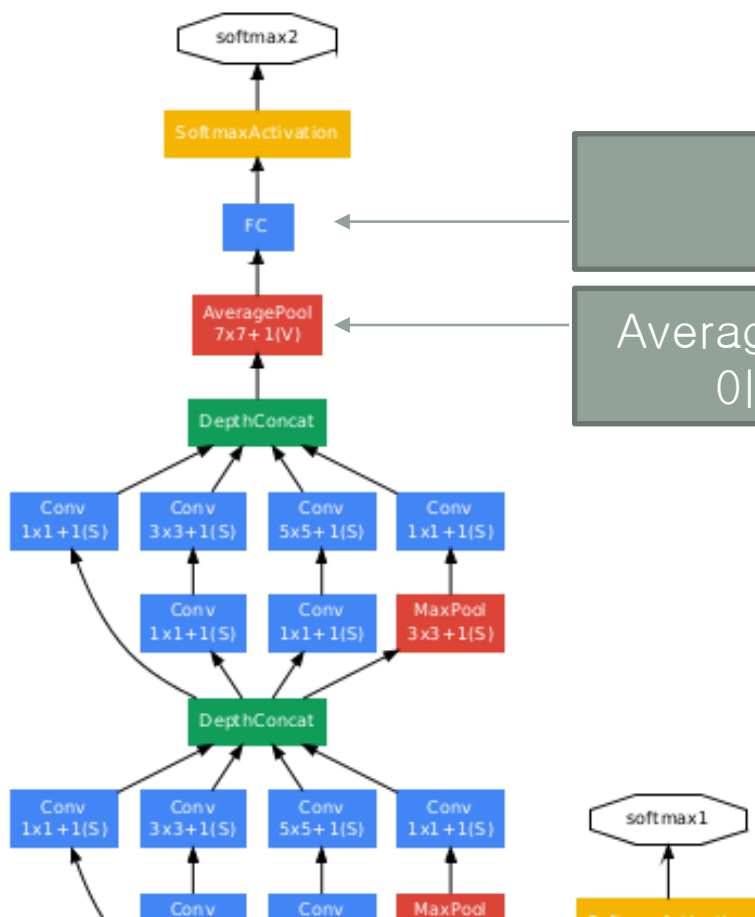 softmax2
SoftmaxActivation
FC
AveragePool
7x7+1(V)
DepthConcat
Conv
1x1+1(S)
Conv
3x3+1(S)
Conv
5x5+1(S)
Conv
1x1+1(S)
Conv
1x1+1(S)
Conv
1x1+1(S)
MaxPool
3x3+1(S)
DepthConcat
Conv
1x1+1(S)
Conv
3x3+1(S)
Conv
5x5+1(S)
Conv
1x1+1(S)
Conv
Conv
MaxPool
softmax1